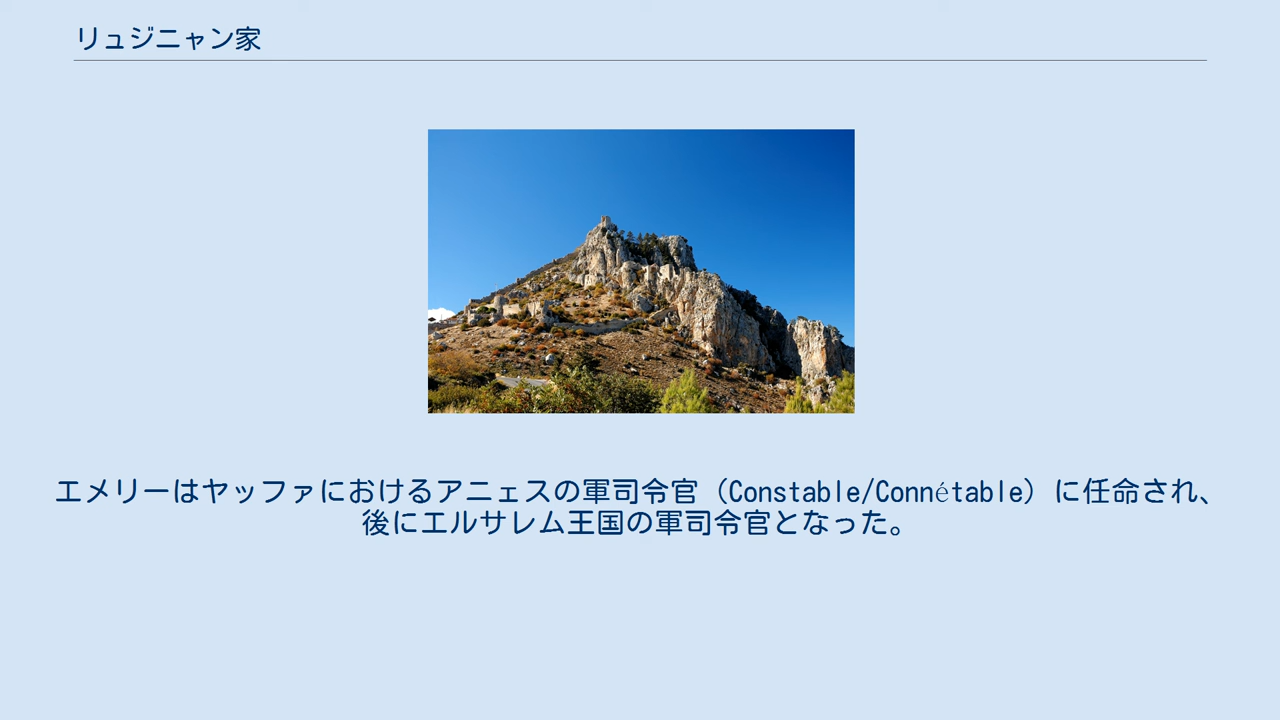 リュジニャン家
エメリーはヤッファにおけるアニェスの軍司令官（Constable/Connétable）に任命され、
後にエルサレム王国の軍司令官となった。